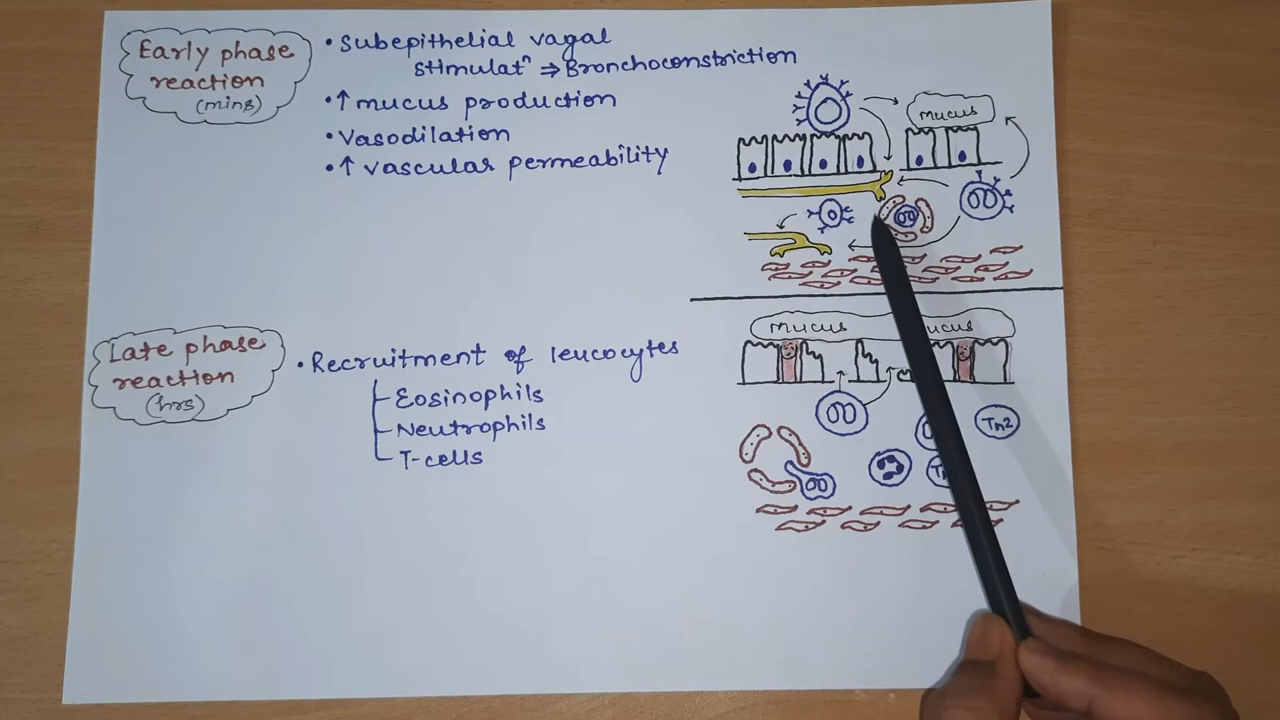 Early phase
reaction
(mins)
• Subepithelial vagal
stimulatⁿ ⇒ Bronchoconstriction
• ↑ mucus production
• Vasodilation
• ↑ vascular permeability
mucus
Late phase
reaction
(hrs)
• Recruitment of leucocytes
Eosinophils
Neutrophils
T-cells
mucus
TH2